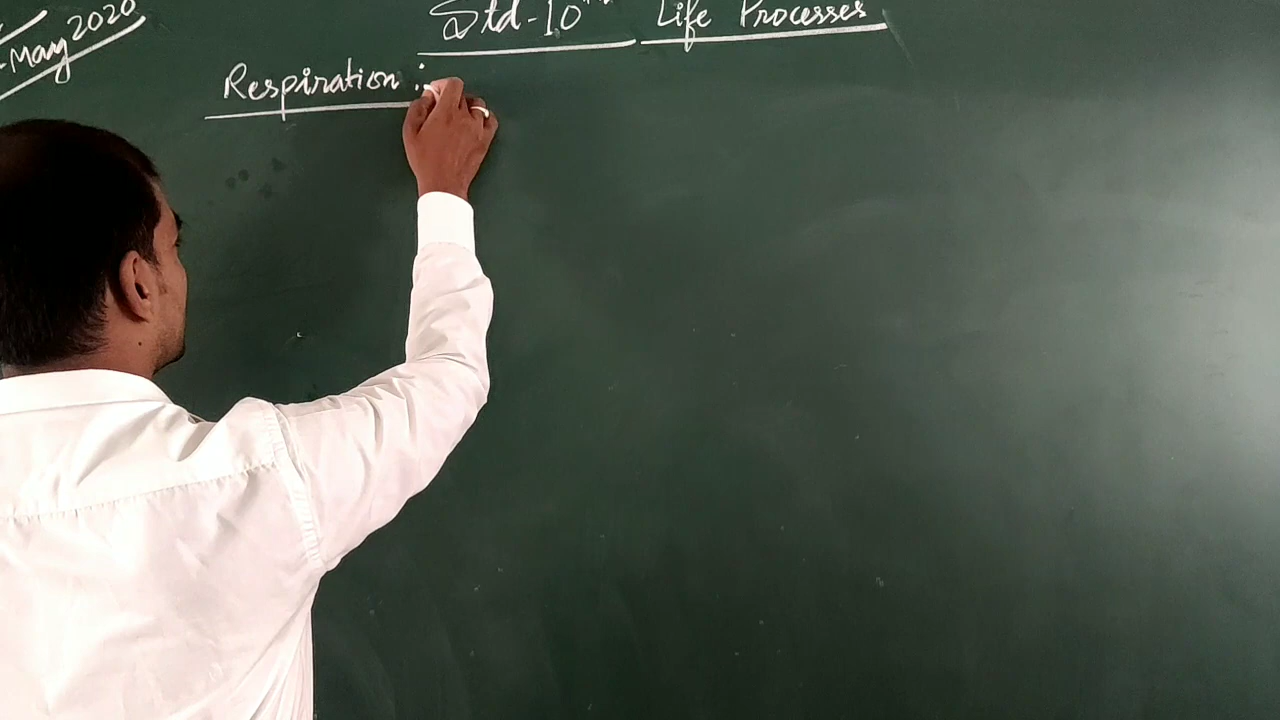 May 2020
Std-10th Life Processes
Respiration :-